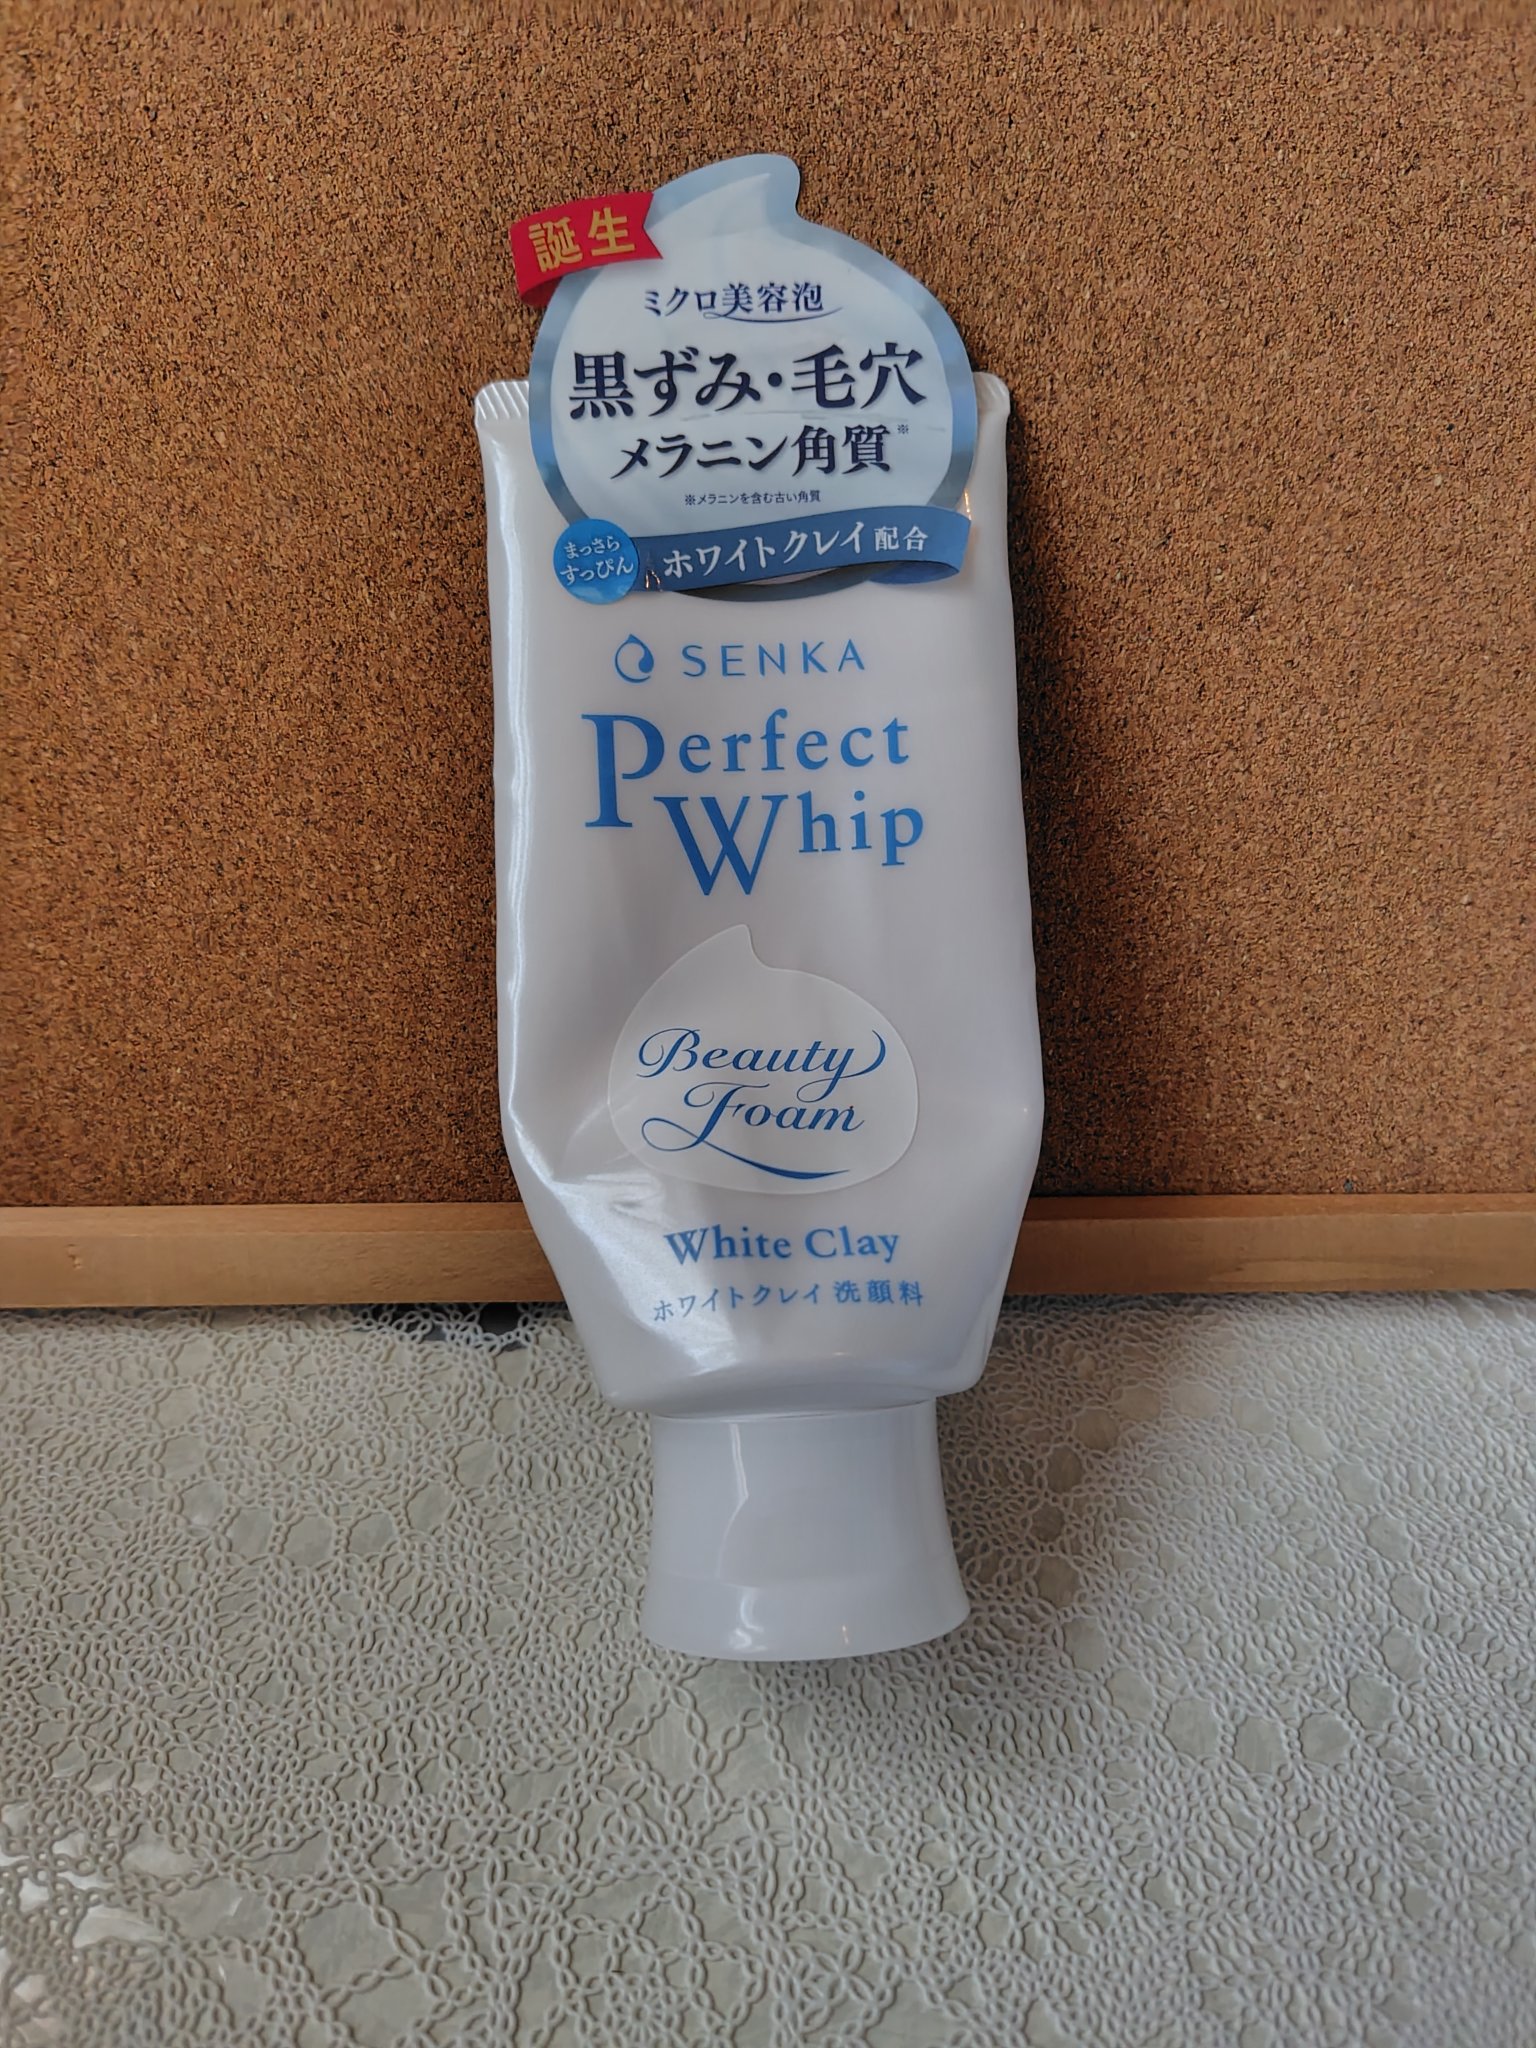 誕生
ミクロ美容泡
黒ずみ・毛穴
メラニン角質※
※メラニンを含む古い角質
まっさら
すっぴん
ホワイトクレイ配合
SENKA
Perfect
Whip
Beauty
Foam
White Clay
ホワイトクレイ 洗顔料